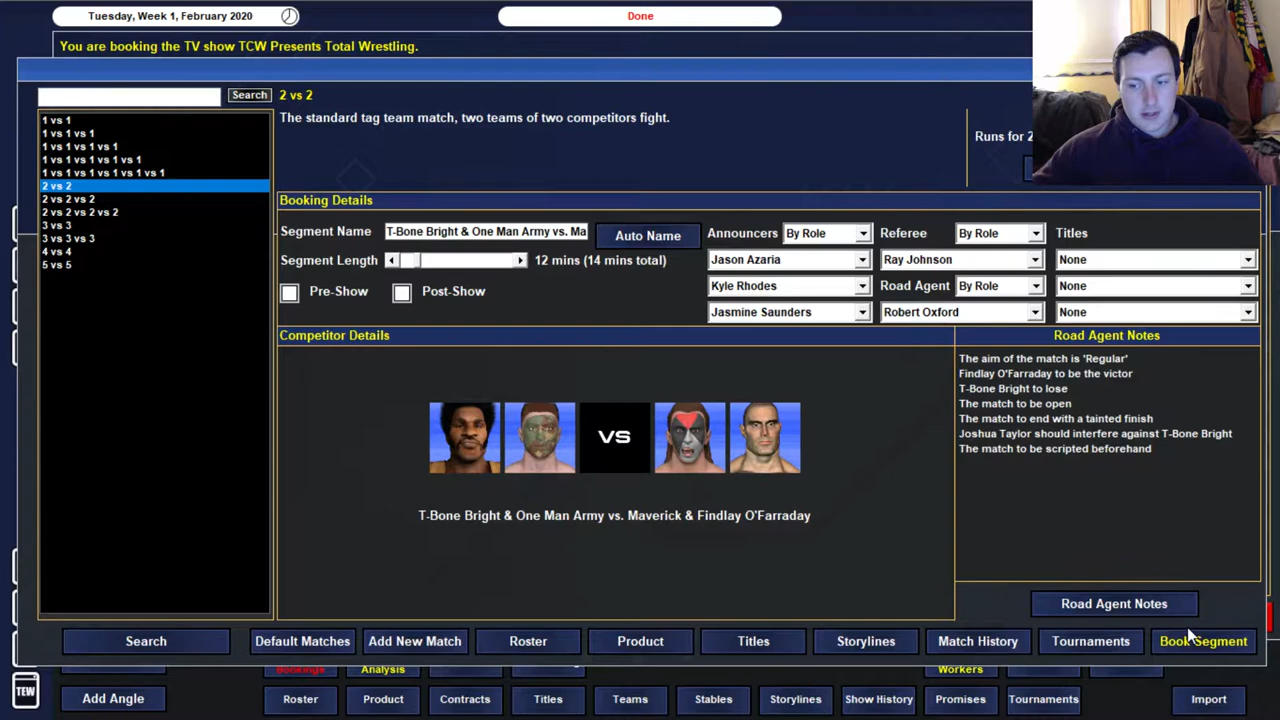 Tuesday, Week 1, February 2020
Done
You are booking the TV show TCW Presents Total Wrestling.
Search
2 vs 2
The standard tag team match, two teams of two competitors fight.
Runs for 2
1 vs 1
1 vs 1 vs 1
1 vs 1 vs 1 vs 1
1 vs 1 vs 1 vs 1 vs 1
1 vs 1 vs 1 vs 1 vs 1 vs 1
2 vs 2
2 vs 2 vs 2
2 vs 2 vs 2 vs 2
3 vs 3
3 vs 3 vs 3
4 vs 4
5 vs 5
Booking Details
Segment Name T-Bone Bright & One Man Army vs. Ma Auto Name
Segment Length 12 mins (14 mins total)
Pre-Show Post-Show
Announcers By Role
Jason Azaria
Kyle Rhodes
Jasmine Saunders
Referee By Role
Ray Johnson
Road Agent By Role
Robert Oxford
Titles
None
None
None
Competitor Details
VS
T-Bone Bright & One Man Army vs. Maverick & Findlay O'Farraday
Road Agent Notes
The aim of the match is 'Regular'
Findlay O'Farraday to be the victor
T-Bone Bright to lose
The match to be open
The match to end with a tainted finish
Joshua Taylor should interfere against T-Bone Bright
The match to be scripted beforehand
Road Agent Notes
Search Default Matches Add New Match Roster Product Titles Storylines Match History Tournaments Book Segment
Bookings Analysis Workers
TEW
Add Angle Roster Product Contracts Titles Teams Stables Storylines Show History Promises Tournaments Import